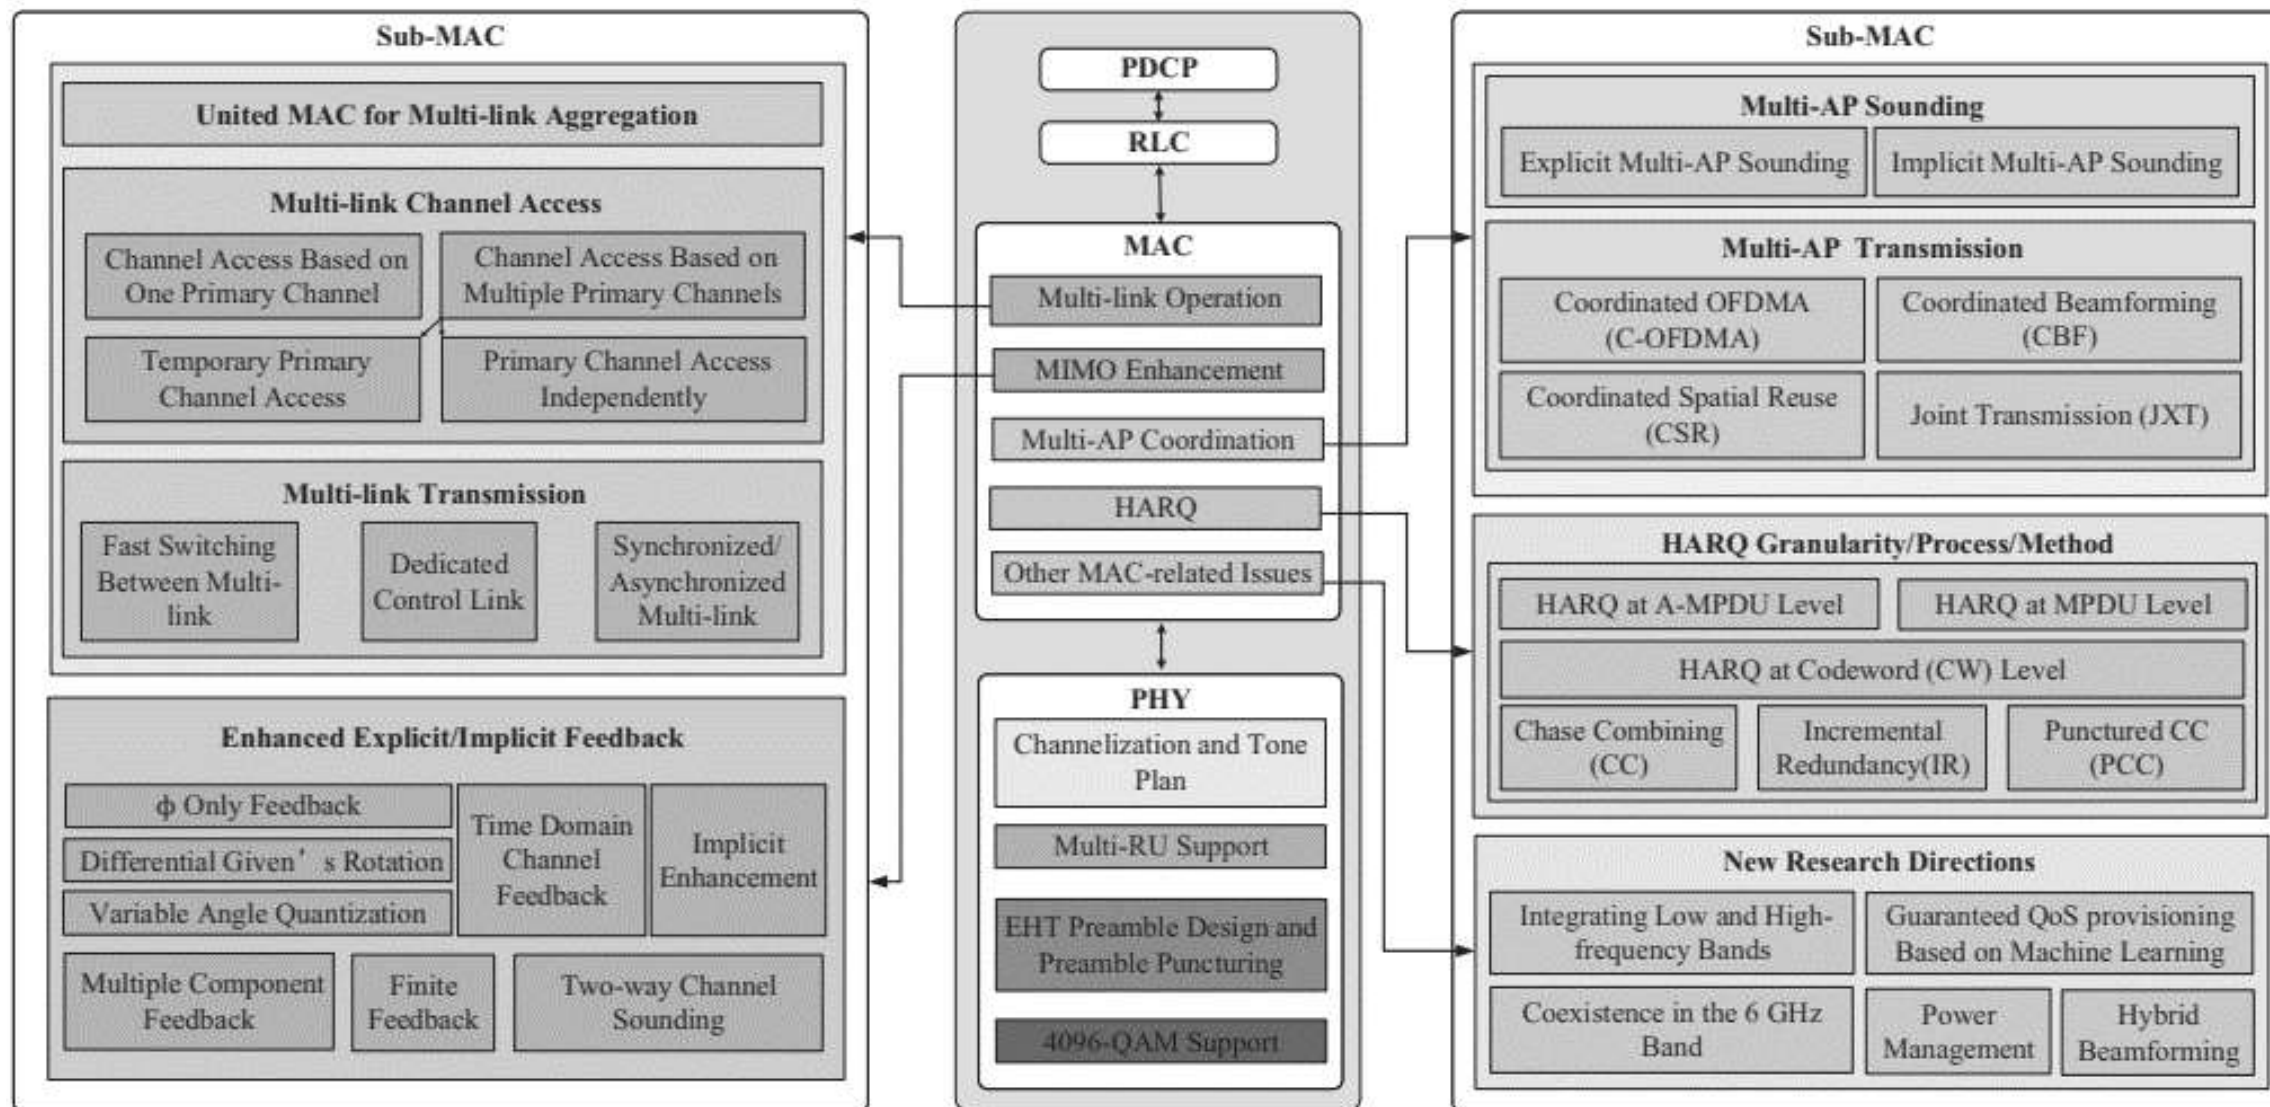 Sub-MAC
United MAC for Multi-link Aggregation
Multi-link Channel Access
Channel Access Based on
One Primary Channel
Channel Access Based on
Multiple Primary Channels
Temporary Primary
Channel Access
Primary Channel Access
Independently
Multi-link Transmission
Fast Switching
Between Multi-
link
Dedicated
Control Link
Synchronized/
Asynchronized
Multi-link
Enhanced Explicit/Implicit Feedback
ϕ Only Feedback
Differential Given’ s Rotation
Variable Angle Quantization
Time Domain
Channel
Feedback
Implicit
Enhancement
Multiple Component
Feedback
Finite
Feedback
Two-way Channel
Sounding
PDCP
RLC
MAC
Multi-link Operation
MIMO Enhancement
Multi-AP Coordination
HARQ
Other MAC-related Issues
PHY
Channelization and Tone
Plan
Multi-RU Support
EHT Preamble Design and
Preamble Puncturing
4096-QAM Support
Sub-MAC
Multi-AP Sounding
Explicit Multi-AP Sounding
Implicit Multi-AP Sounding
Multi-AP Transmission
Coordinated OFDMA
(C-OFDMA)
Coordinated Beamforming
(CBF)
Coordinated Spatial Reuse
(CSR)
Joint Transmission (JXT)
HARQ Granularity/Process/Method
HARQ at A-MPDU Level
HARQ at MPDU Level
HARQ at Codeword (CW) Level
Chase Combining
(CC)
Incremental
Redundancy(IR)
Punctured CC
(PCC)
New Research Directions
Integrating Low and High-
frequency Bands
Guaranteed QoS provisioning
Based on Machine Learning
Coexistence in the 6 GHz
Band
Power
Management
Hybrid
Beamforming